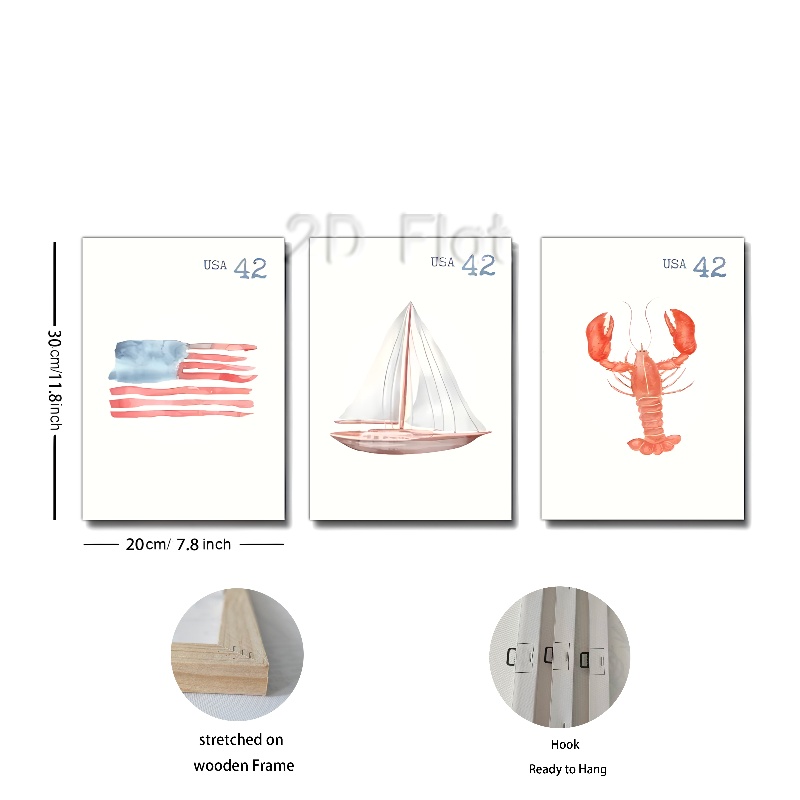 2D Flat
USA 42
USA 42
USA 42
30cm/11.8inch
20cm/ 7.8 inch
stretched on
wooden Frame
Hook
Ready to Hang